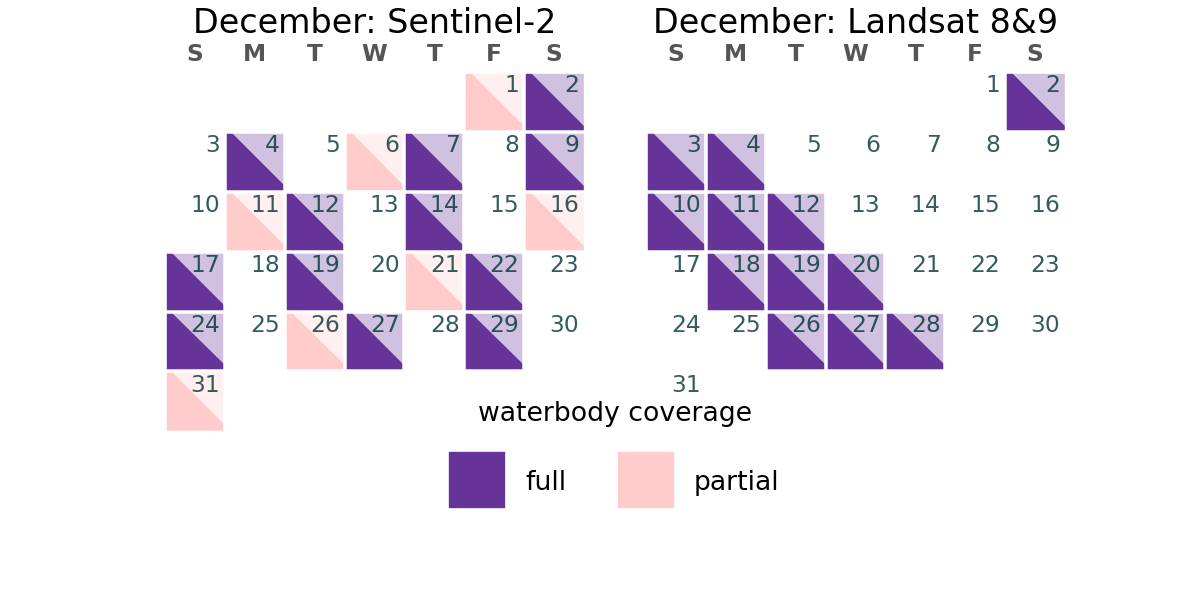 December: Sentinel-2
S M T W T F S
1 2
3 4 5 6 7 8 9
10 11 12 13 14 15 16
17 18 19 20 21 22 23
24 25 26 27 28 29 30
31
December: Landsat 8&9
S M T W T F S
1 2
3 4 5 6 7 8 9
10 11 12 13 14 15 16
17 18 19 20 21 22 23
24 25 26 27 28 29 30
31
waterbody coverage
full partial